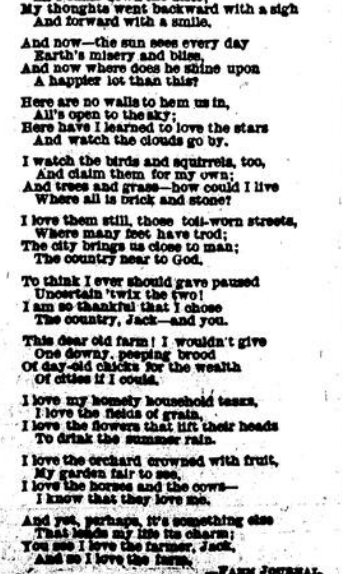 My thoughts went backward with a sigh
And forward with a smile.
And now—the sun sees every day
Earth's misery and bliss,
And now where does he shine upon
A happier lot than this?
Here are no walls to hem us in,
All's open to the sky;
Here have I learned to love the stars
And watch the clouds go by.
I watch the birds and squirrels, too,
And claim them for my own;
And trees and grass—how could I live
Where all is brick and stone?
I love them still, those toil-worn streets,
Where many feet have trod;
The city brings us close to man;
The country near to God.
To think I ever should gave paused
Uncertain 'twix the two!
I am so thankful that I chose
The country, Jack—and you.
This dear old farm! I wouldn't give
One downy, peeping brood
Of day-old chicks for the wealth
Of cities if I could.
I love my homely household tasks,
I love the fields of grain,
I love the flowers that lift their heads
To drink the summer rain.
I love the orchard crowned with fruit,
My garden fair to see,
I love the horses and the cows—
I know that they love me.
And yet, perhaps, it's something else
That lends my life its charm;
You see I love the farmer, Jack,
And so I love the farm.
—FARM JOURNAL.